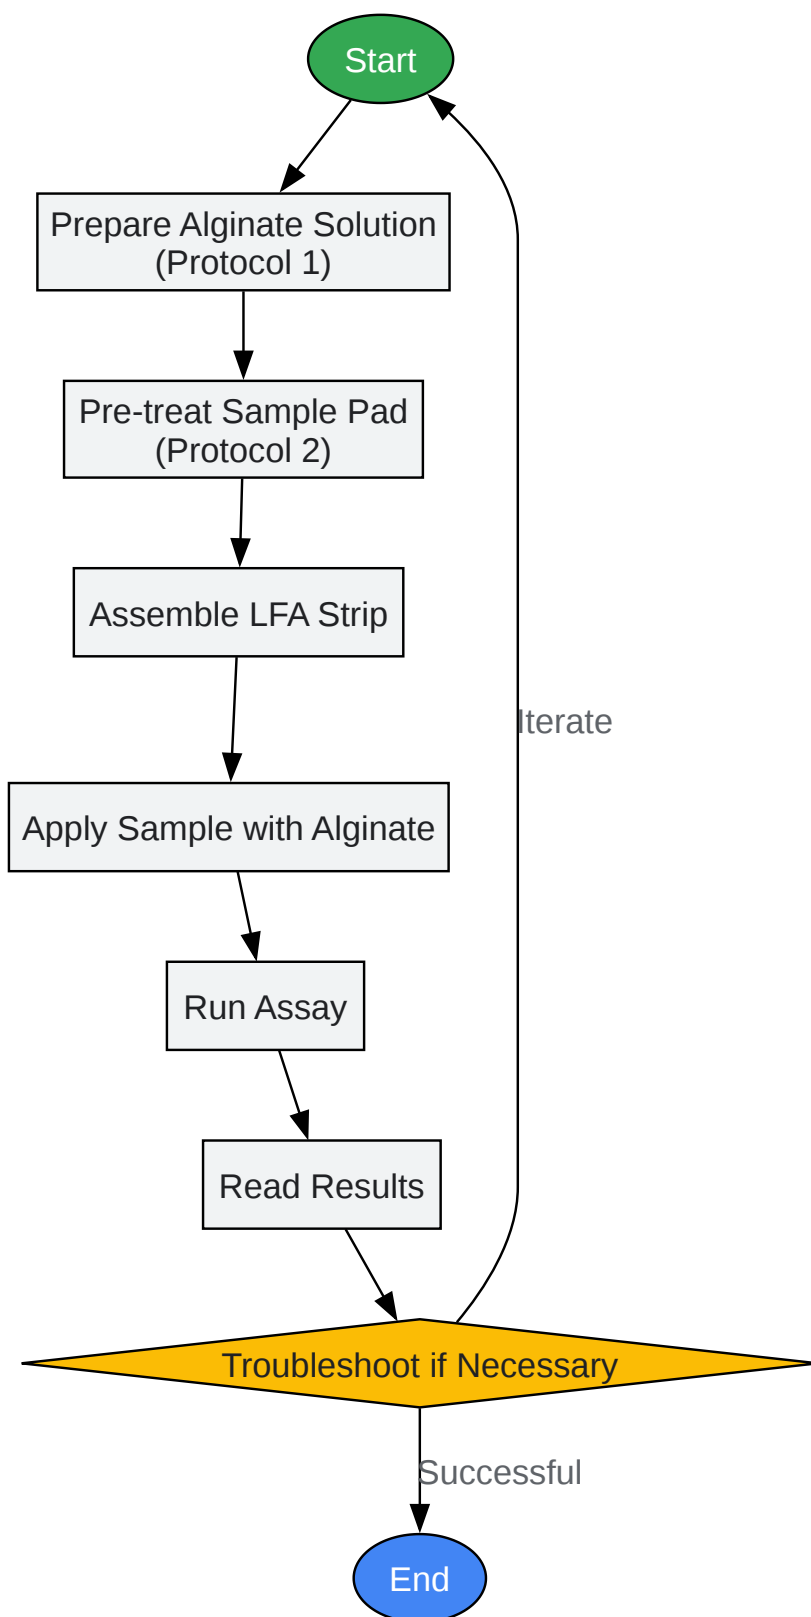 Start
Prepare Alginate Solution
(Protocol 1)
Pre-treat Sample Pad
(Protocol 2)
Assemble LFA Strip
Iterate
Apply Sample with Alginate
Run Assay
Read Results
Troubleshoot if Necessary
Successful
End